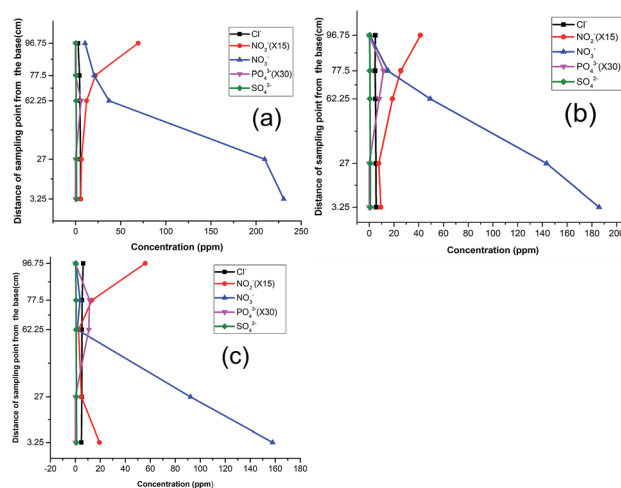 Distance of sampling point from the base(cm)
96.75
77.5
62.25
27
3.25
0 50 100 150 200 250
Concentration (ppm)
Cl⁻
NO₂⁻(X15)
NO₃⁻
PO₄³⁻(X30)
SO₄²⁻
(a)
Distance of sampling point from the base(cm)
96.75
77.5
62.25
27
3.25
0 20 40 60 80 100 120 140 160 180 200
Concentration (ppm)
Cl⁻
NO₂⁻(X15)
NO₃⁻
PO₄³⁻(X30)
SO₄²⁻
(b)
Distance of sampling point from the base(cm)
96.75
77.5
62.25
27
3.25
-20 0 20 40 60 80 100 120 140 160 180
Concentration (ppm)
Cl⁻
NO₂⁻(X15)
NO₃⁻
PO₄³⁻(X30)
SO₄²⁻
(c)